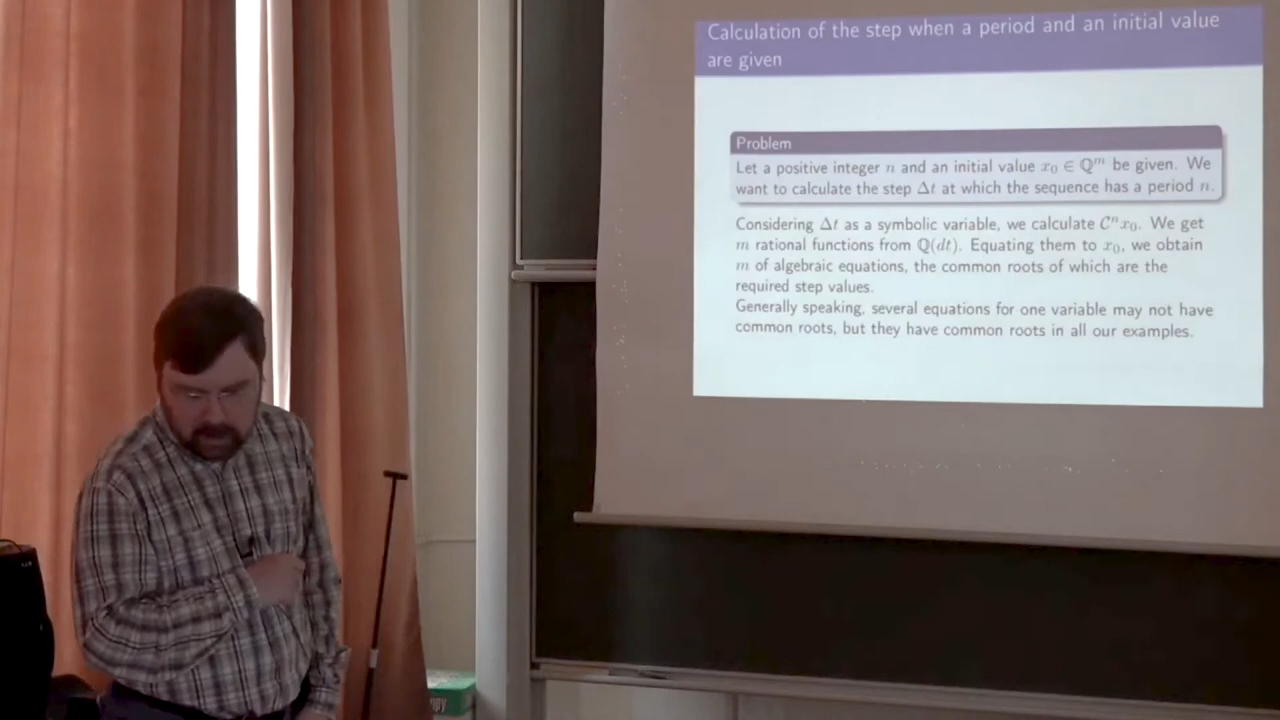 Calculation of the step when a period and an initial value
are given
Problem
Let a positive integer n and an initial value x₀ ∈ ℚᵐ be given. We
want to calculate the step Δt at which the sequence has a period n.
Considering Δt as a symbolic variable, we calculate Cⁿx₀. We get
m rational functions from ℚ(dt). Equating them to x₀, we obtain
m of algebraic equations, the common roots of which are the
required step values.
Generally speaking, several equations for one variable may not have
common roots, but they have common roots in all our examples.